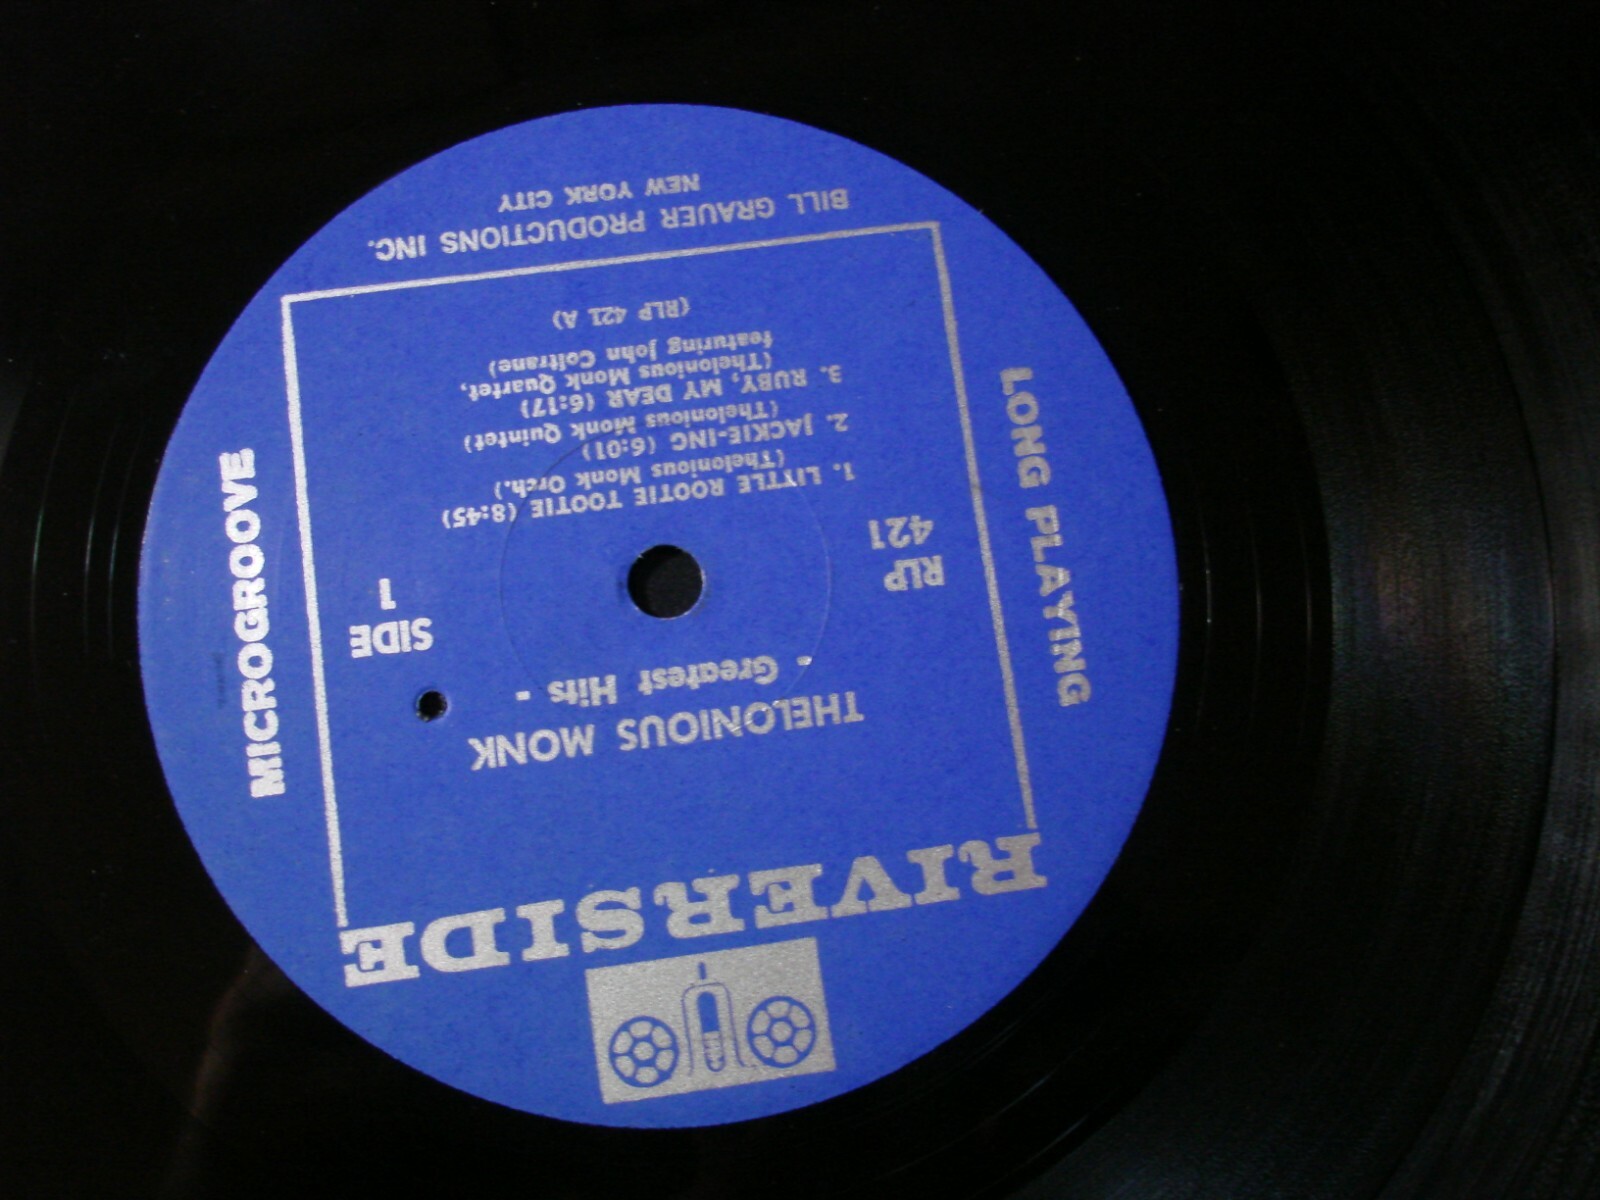 RIVERSIDE
LONG PLAYING
MICROGROOVE
THELONIOUS MONK
- Greatest Hits -
RLP
421
SIDE
1
1. LITTLE ROOTIE TOOTIE (8:45)
(Thelonious Monk Orch.)
2. JACKIE-ING (6:01)
(Thelonious Monk Quintet)
3. RUBY, MY DEAR (6:17)
(Thelonious Monk Quartet,
featuring John Coltrane)
(RLP 421 A)
BILL GRAUER PRODUCTIONS INC.
NEW YORK CITY